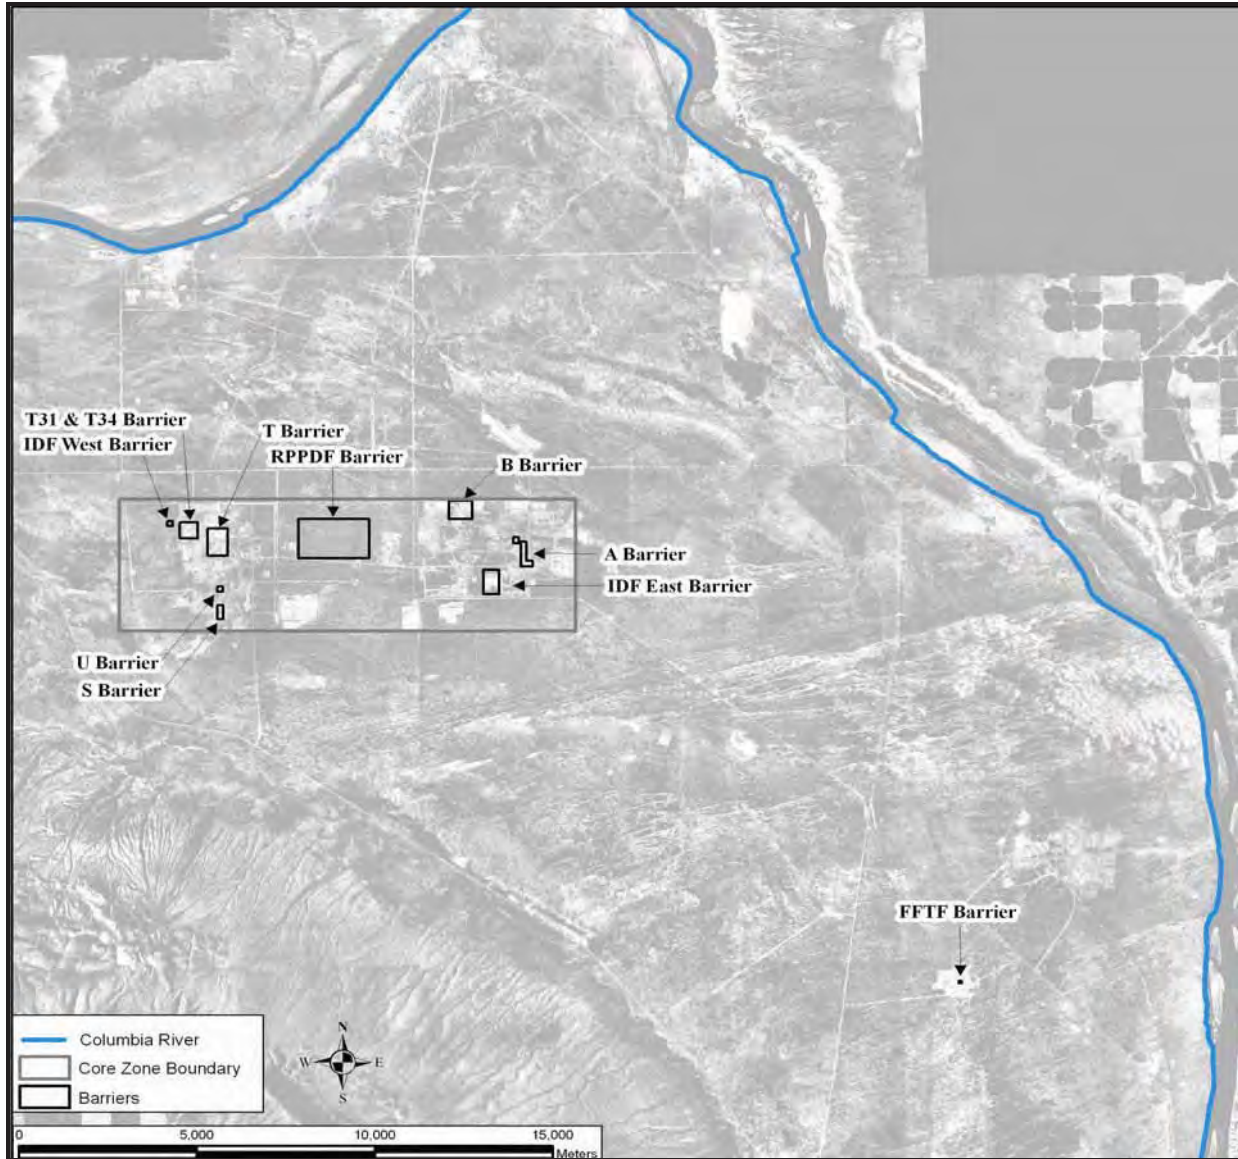 T31 & T34 Barrier
IDF West Barrier
T Barrier
RPPDF Barrier
B Barrier
A Barrier
IDF East Barrier
U Barrier
S Barrier
FFTF Barrier
Columbia River
Core Zone Boundary
Barriers
N
W E
S
0 5,000 10,000 15,000
Meters